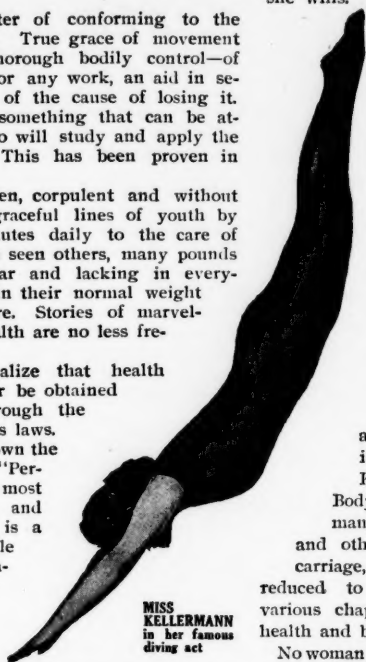 ter of conforming to the
True grace of movement
horough bodily control—of
or any work, an aid in se-
of the cause of losing it.
something that can be at-
o will study and apply the
This has been proven in
en, corpulent and without
graceful lines of youth by
utes daily to the care of
seen others, many pounds
ar and lacking in every-
n their normal weight
re. Stories of marvel-
alth are no less fre-
alize that health
r be obtained
rough the
s laws.
own the
"Per-
most
and
is a
le
MISS
KELLERMANN
in her famous
diving act
she wills.
a
i
Body
man
and oth
carriage,
reduced to
various chap
health and b
No woman